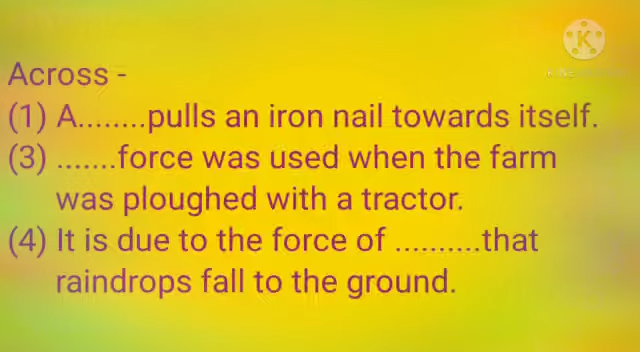 Across -
(1) A........pulls an iron nail towards itself.
(3) .......force was used when the farm
was ploughed with a tractor.
(4) It is due to the force of ..........that
raindrops fall to the ground.
K